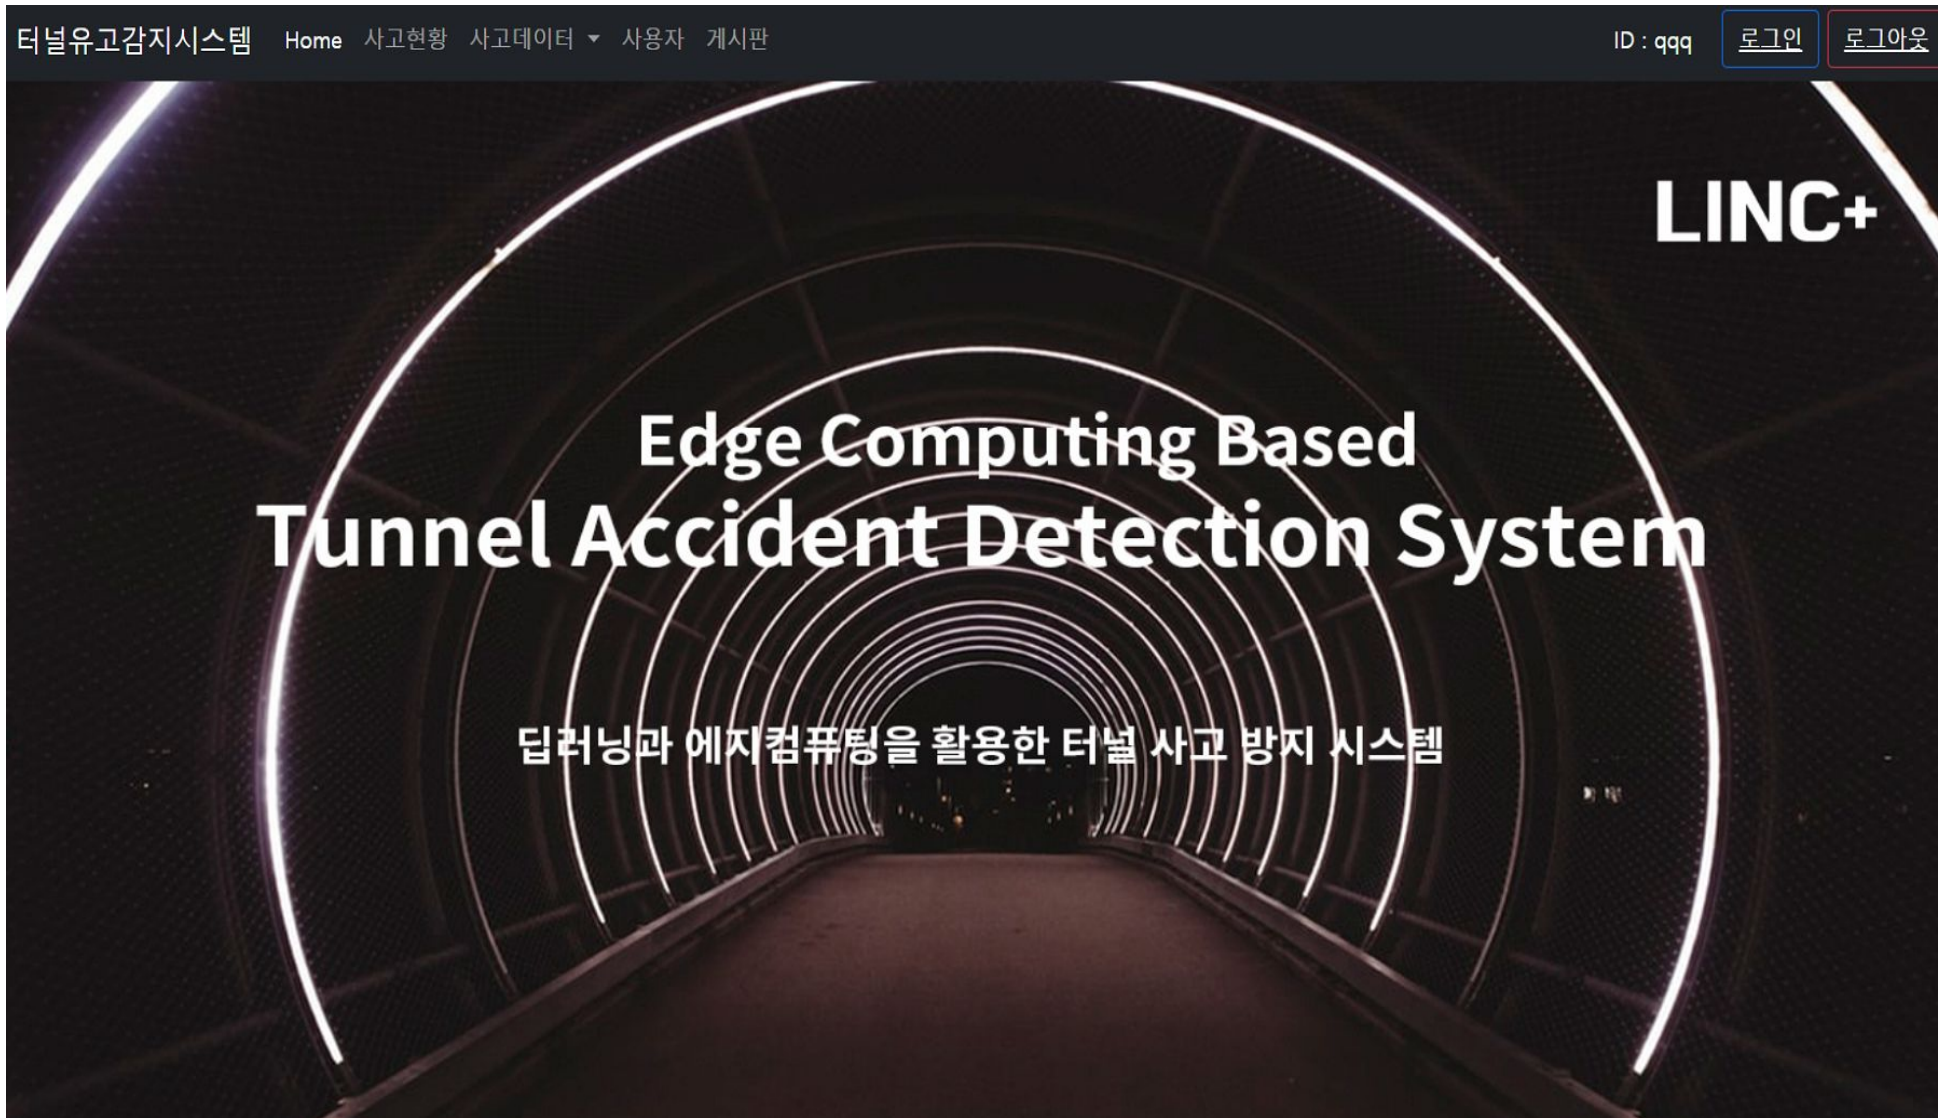 터널유고감지시스템 Home 사고현황 사고데이터 사용자 게시판 ID : qqq 로그인 로그아웃
LINC+
Edge Computing Based
Tunnel Accident Detection System
딥러닝과 에지컴퓨팅을 활용한 터널 사고 방지 시스템